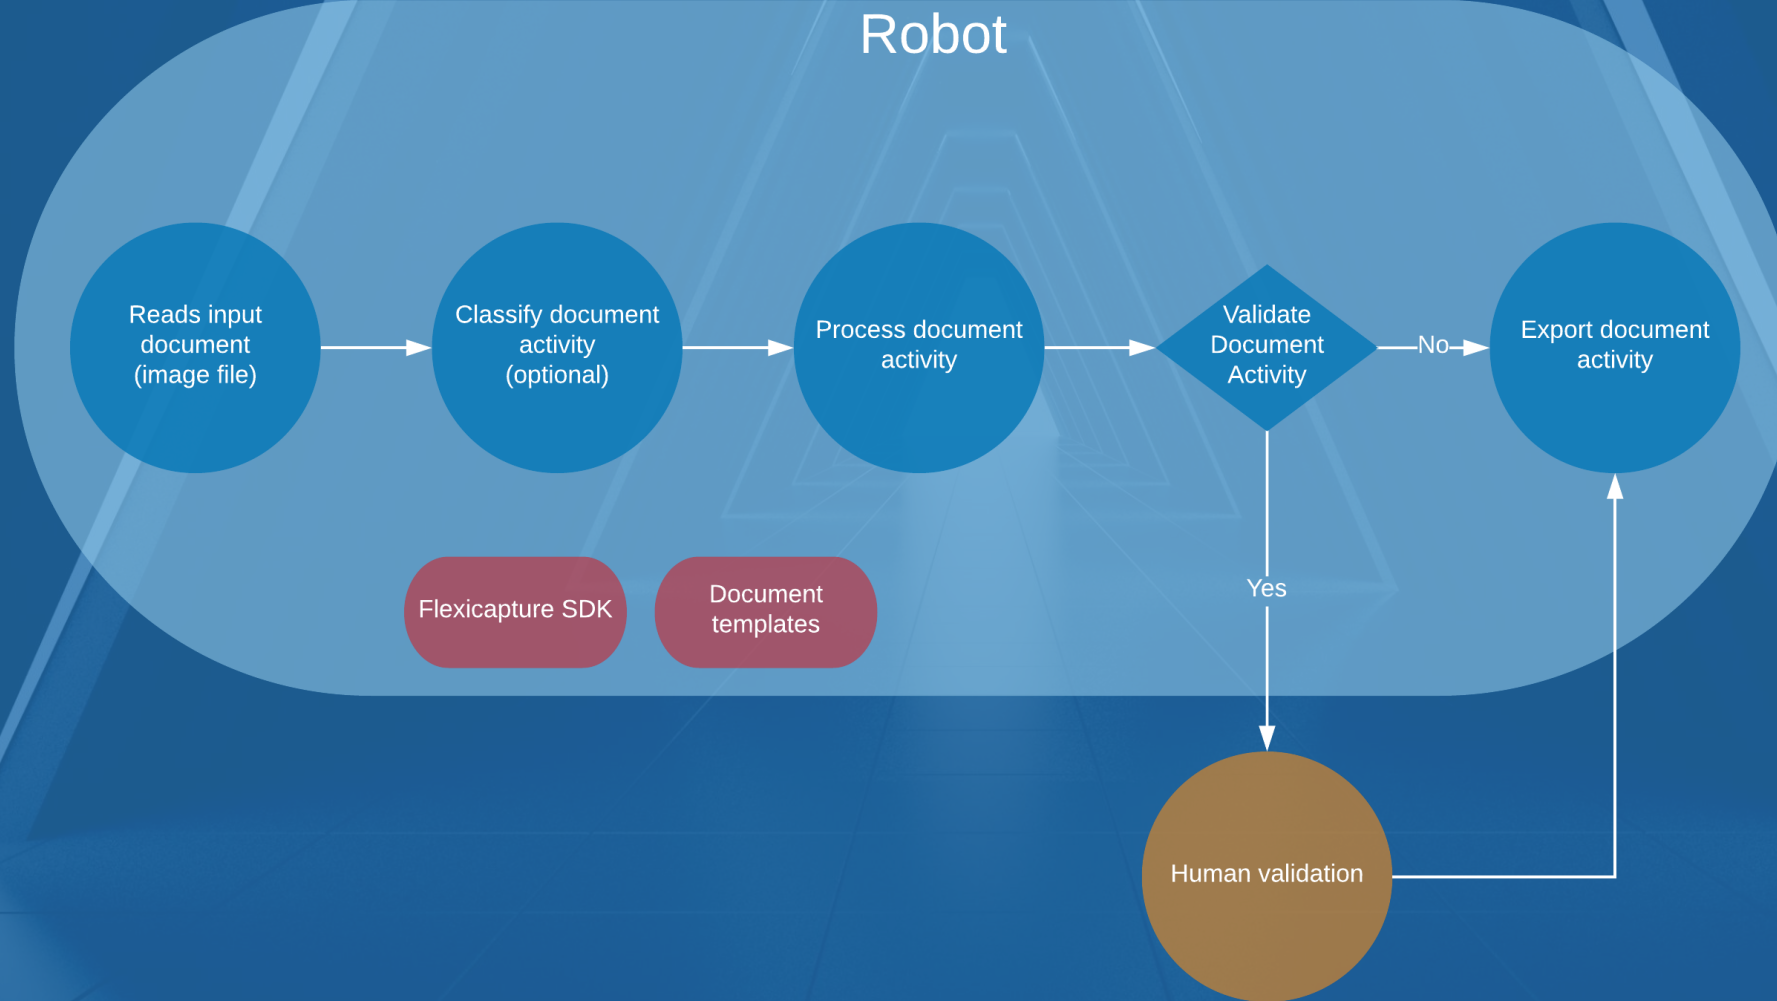 Robot
Reads input
document
(image file)
Classify document
activity
(optional)
Process document
activity
Validate
Document
Activity
No
Export document
activity
Flexicapture SDK
Document
templates
Yes
Human validation